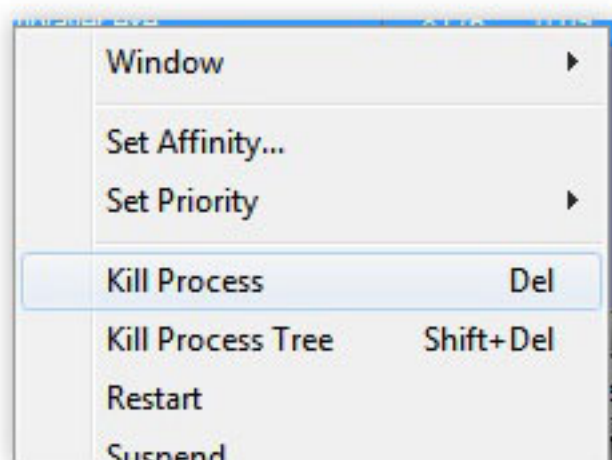 Window
Set Affinity...
Set Priority
Kill Process Del
Kill Process Tree Shift+Del
Restart
Suspend